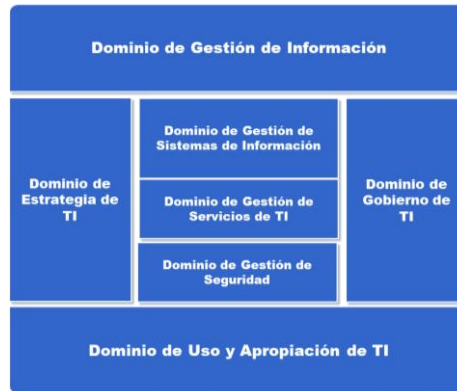 Dominio de Gestión de Información
Dominio de Gestión de
Sistemas de Información
Dominio de
Estrategia de
TI
Dominio de Gestión de
Servicios de TI
Dominio de
Gobierno de
TI
Dominio de Gestión de
Seguridad
Dominio de Uso y Apropiación de TI